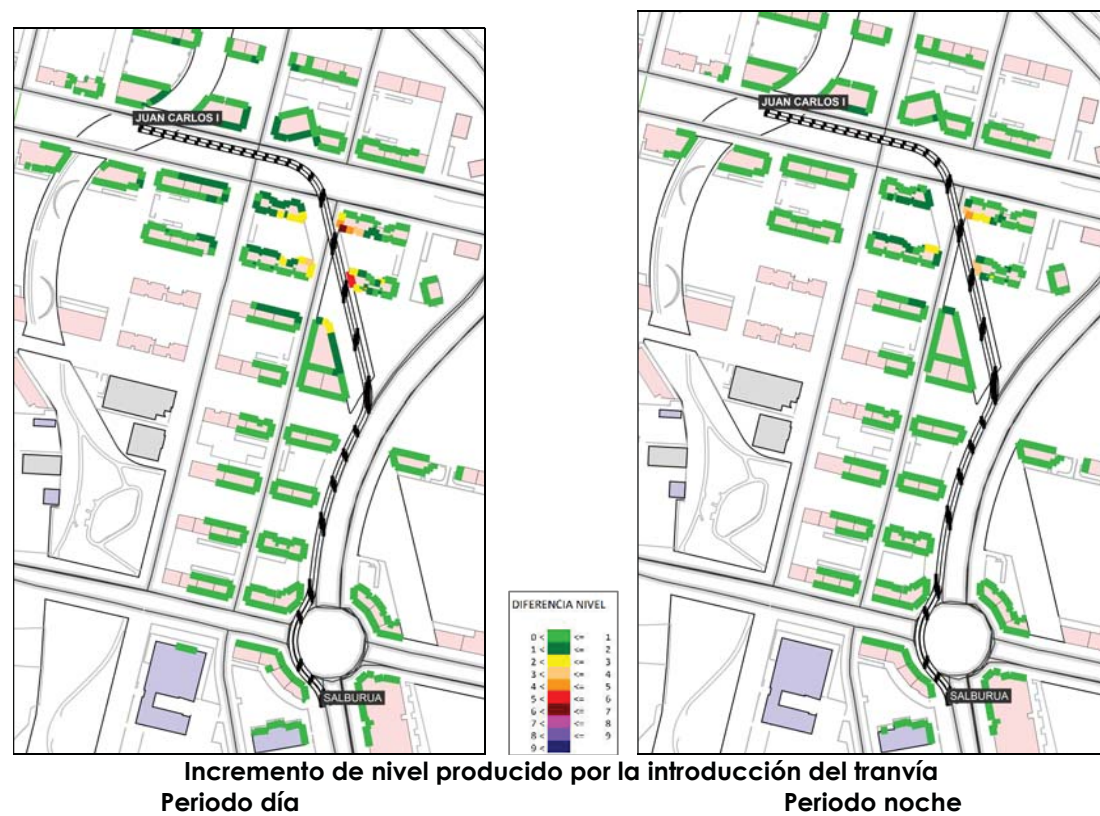 JUAN CARLOS I
SALBURUA
DIFERENCIA NIVEL
0 < <= 1
1 < <= 2
2 < <= 3
3 < <= 4
4 < <= 5
5 < <= 6
6 < <= 7
7 < <= 8
8 < <= 9
9 <
JUAN CARLOS I
SALBURUA
Incremento de nivel producido por la introducción del tranvía
Periodo día Periodo noche